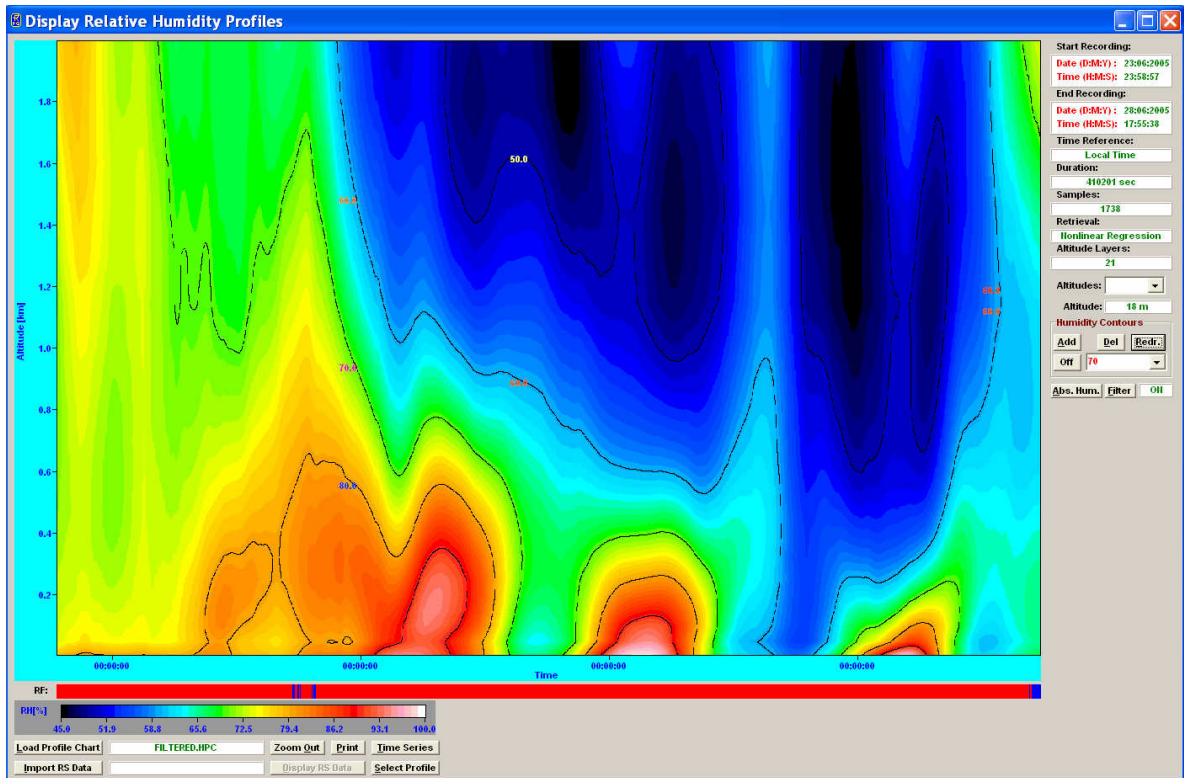 Display Relative Humidity Profiles
Start Recording:
Date (D:M:Y) : 23:06:2005
Time (H:M:S): 23:58:57
End Recording:
Date (D:M:Y) : 28:06:2005
Time (H:M:S): 17:55:38
Time Reference:
Local Time
Duration:
410201 sec
Samples:
1738
Retrieval:
Nonlinear Regression
Altitude Layers:
21
Altitudes:
Altitude: 18 m
Humidity Contours
Add Del Redr.
Off 70
Abs. Hum. Filter
Altitude [km]
1.8
1.6
1.4
1.2
1.0
0.8
0.6
0.4
0.2
50.0
70.0
80.0
00:00:00 00:00:00 00:00:00 00:00:00
Time
RF:
RH[%]
45.0 51.9 58.8 65.6 72.5 79.4 86.2 93.1 100.0
Load Profile Chart FILTERED.HPC Zoom Out Print Time Series
Import RS Data Display RS Data Select Profile